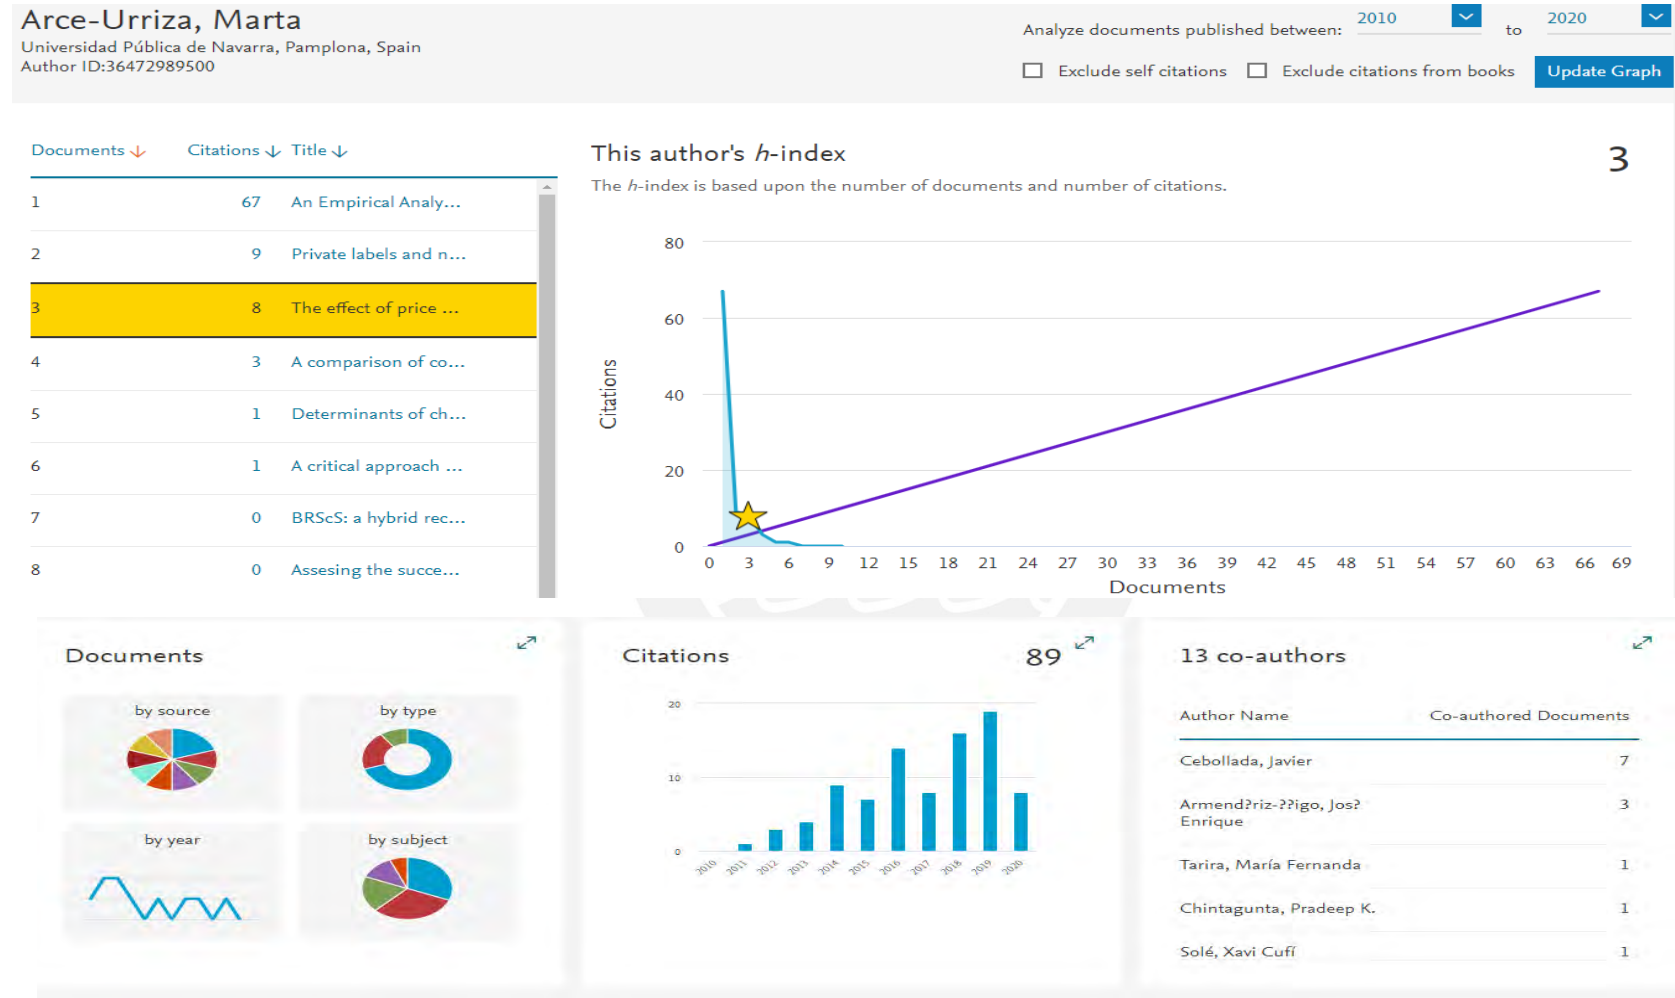 Arce-Urriza, Marta
Universidad Pública de Navarra, Pamplona, Spain
Author ID:36472989500
Analyze documents published between: 2010 to 2020
Exclude self citations Exclude citations from books Update Graph
Documents Citations Title
1 67 An Empirical Analy...
2 9 Private labels and n...
3 8 The effect of price ...
4 3 A comparison of co...
5 1 Determinants of ch...
6 1 A critical approach ...
7 0 BRScS: a hybrid rec...
8 0 Assesing the succe...
This author's h-index 3
The h-index is based upon the number of documents and number of citations.
80
60
40
20
0
Citations
0 3 6 9 12 15 18 21 24 27 30 33 36 39 42 45 48 51 54 57 60 63 66 69
Documents
Documents
by source by type
by year by subject
Citations 89
20
10
0
2010 2011 2012 2013 2014 2015 2016 2017 2018 2019 2020
13 co-authors
Author Name Co-authored Documents
Cebollada, Javier 7
Armend?riz-??igo, Jos? 3
Enrique
Tarira, María Fernanda 1
Chintagunta, Pradeep K. 1
Solé, Xavi Cufí 1